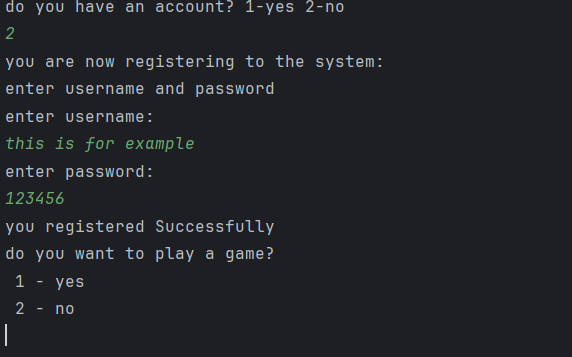 do you have an account? 1-yes 2-no
2
you are now registering to the system:
enter username and password
enter username:
this is for example
enter password:
123456
you registered Successfully
do you want to play a game?
1 - yes
2 - no